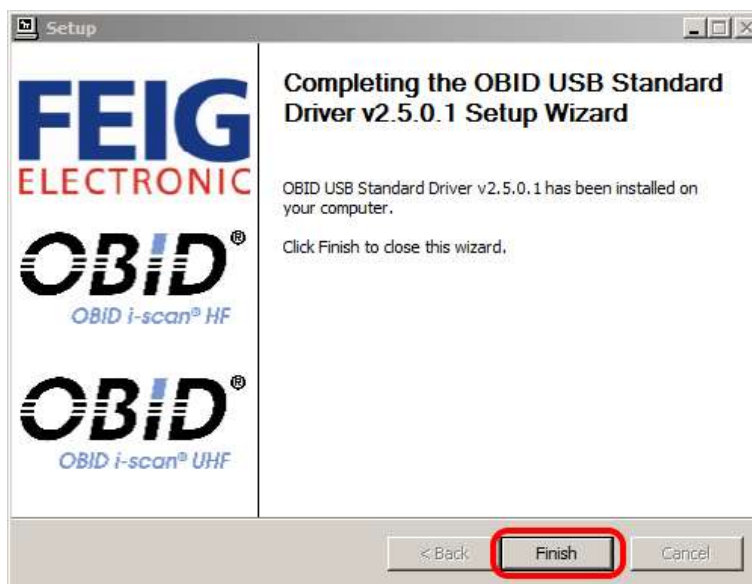 Setup
FEIG
ELECTRONIC
OBiD®
OBiD i-scan® HF
OBiD®
OBiD i-scan® UHF
Completing the OBID USB Standard
Driver v2.5.0.1 Setup Wizard
OBID USB Standard Driver v2.5.0.1 has been installed on
your computer.
Click Finish to close this wizard.
< Back
Finish
Cancel